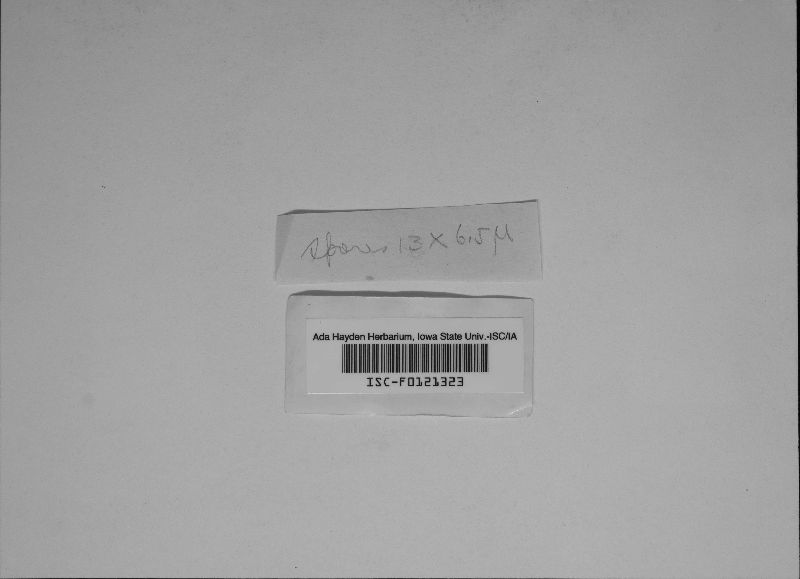 spores 13 X 6.5 μ
Ada Hayden Herbarium, Iowa State Univ.-ISC/IA
ISC-F0121323